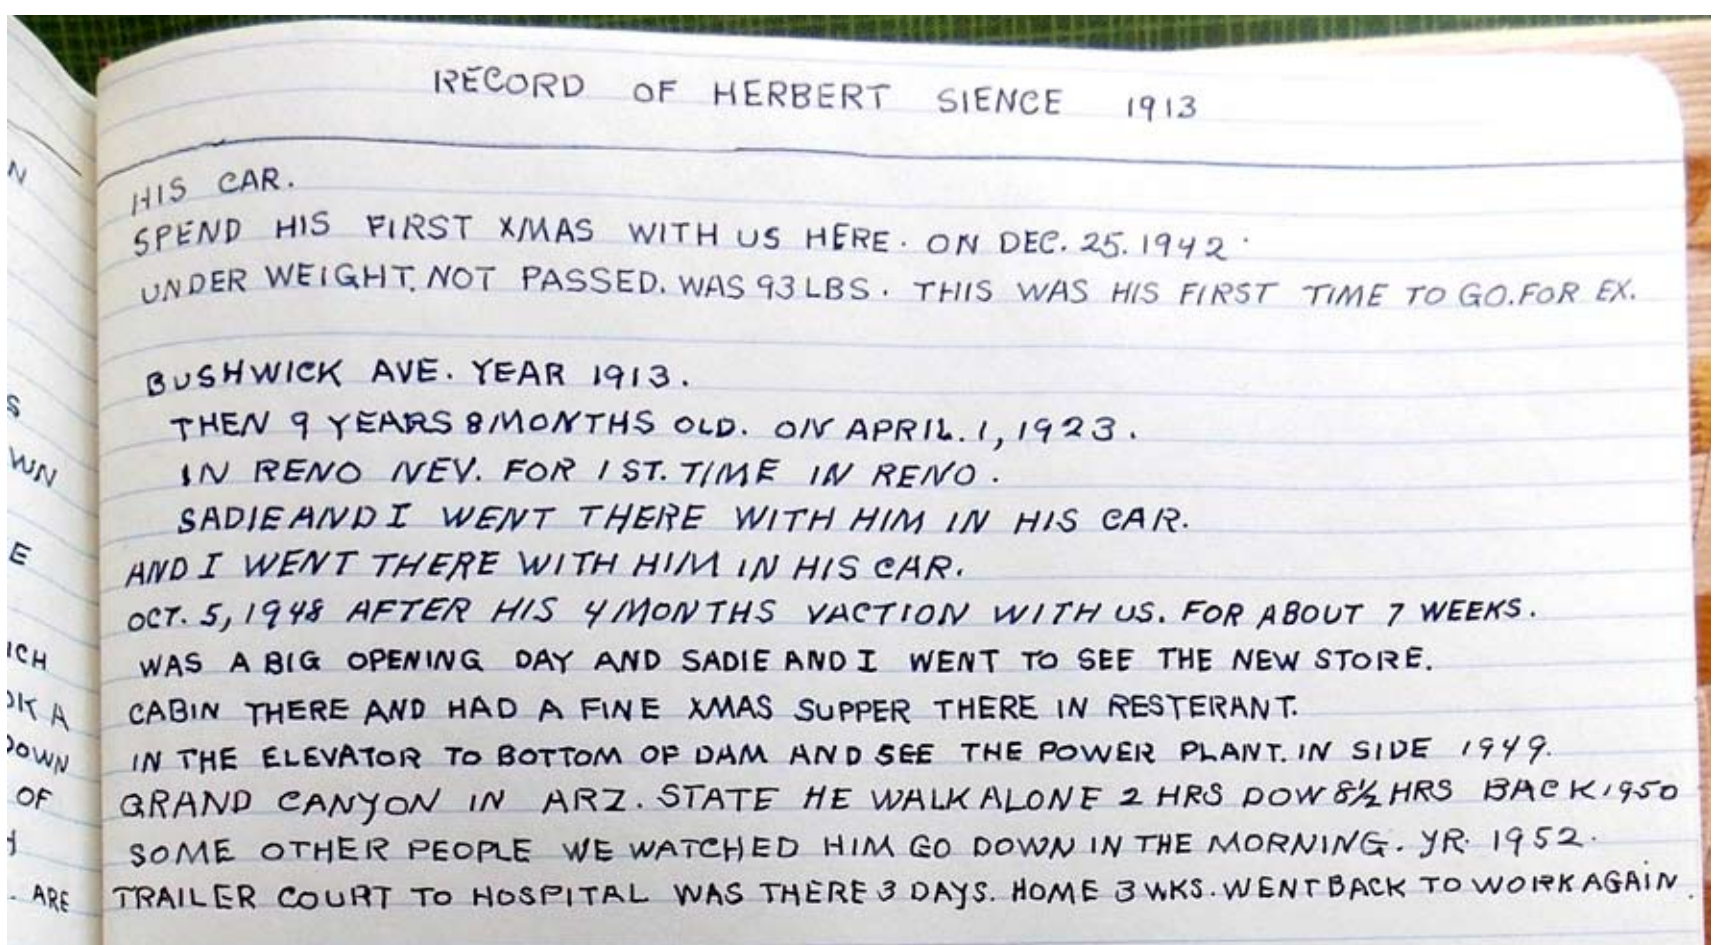 RECORD OF HERBERT SIENCE 1913
HIS CAR.
SPEND HIS FIRST XMAS WITH US HERE. ON DEC. 25. 1942.
UNDER WEIGHT. NOT PASSED. WAS 93 LBS. THIS WAS HIS FIRST TIME TO GO. FOR EX.
BUSHWICK AVE. YEAR 1913.
THEN 9 YEARS 8 MONTHS OLD. ON APRIL. 1, 1923.
IN RENO NEV. FOR 1 ST. TIME IN RENO.
SADIE AND I WENT THERE WITH HIM IN HIS CAR.
AND I WENT THERE WITH HIM IN HIS CAR.
OCT. 5, 1948 AFTER HIS 4 MONTHS VACTION WITH US. FOR ABOUT 7 WEEKS.
WAS A BIG OPENING DAY AND SADIE AND I WENT TO SEE THE NEW STORE.
CABIN THERE AND HAD A FINE XMAS SUPPER THERE IN RESTERANT.
IN THE ELEVATOR TO BOTTOM OF DAM AND SEE THE POWER PLANT. IN SIDE 1949.
GRAND CANYON IN ARZ. STATE HE WALK ALONE 2 HRS DOW 8½ HRS BACK 1950
SOME OTHER PEOPLE WE WATCHED HIM GO DOWN IN THE MORNING. YR. 1952.
TRAILER COURT TO HOSPITAL WAS THERE 3 DAYS. HOME 3 WKS. WENT BACK TO WORK AGAIN.
OF
ARE